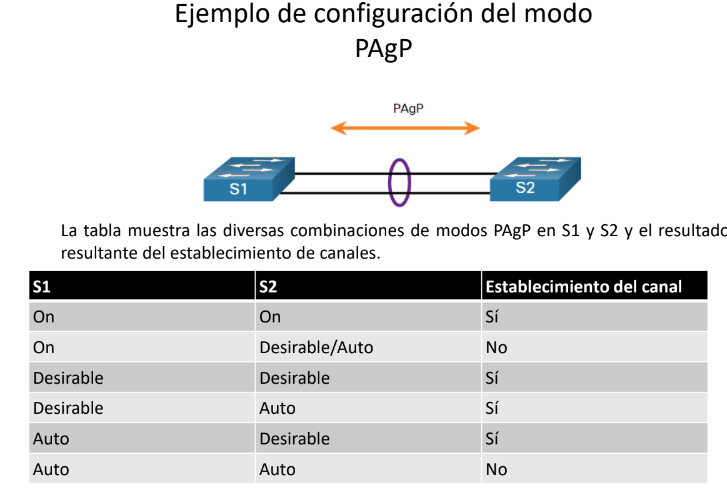 Ejemplo de configuración del modo
PAgP
PAgP
S1
S2
La tabla muestra las diversas combinaciones de modos PAgP en S1 y S2 y el resultado
resultante del establecimiento de canales.
S1 S2 Establecimiento del canal
On On Sí
On Desirable/Auto No
Desirable Desirable Sí
Desirable Auto Sí
Auto Desirable Sí
Auto Auto No